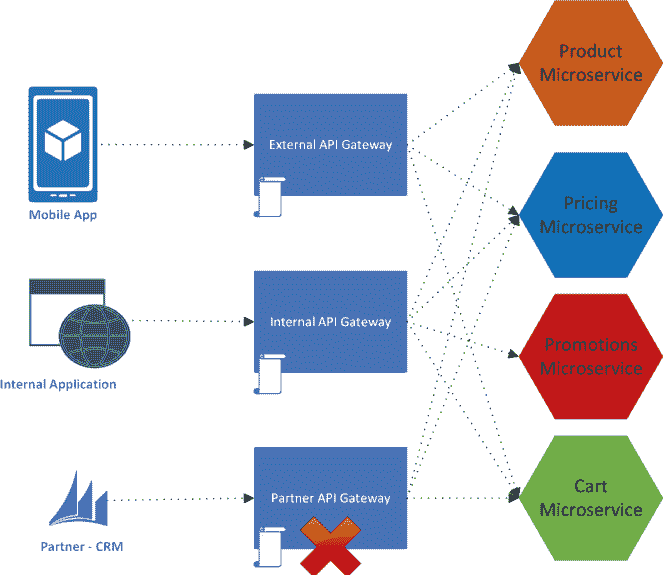 Product
Microservice
External API Gateway
Mobile App
Pricing
Microservice
Internal API Gateway
Internal Application
Promotions
Microservice
Partner API Gateway
Partner - CRM
Cart
Microservice